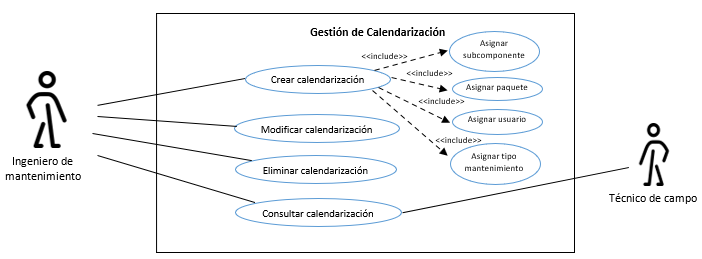 Gestión de Calendarización
<<include>>
Asignar
subcomponente
Crear calendarización
<<include>>
Asignar paquete
<<include>>
Asignar usuario
Modificar calendarización
<<include>>
Asignar tipo
mantenimiento
Eliminar calendarización
Consultar calendarización
Ingeniero de
mantenimiento
Técnico de campo